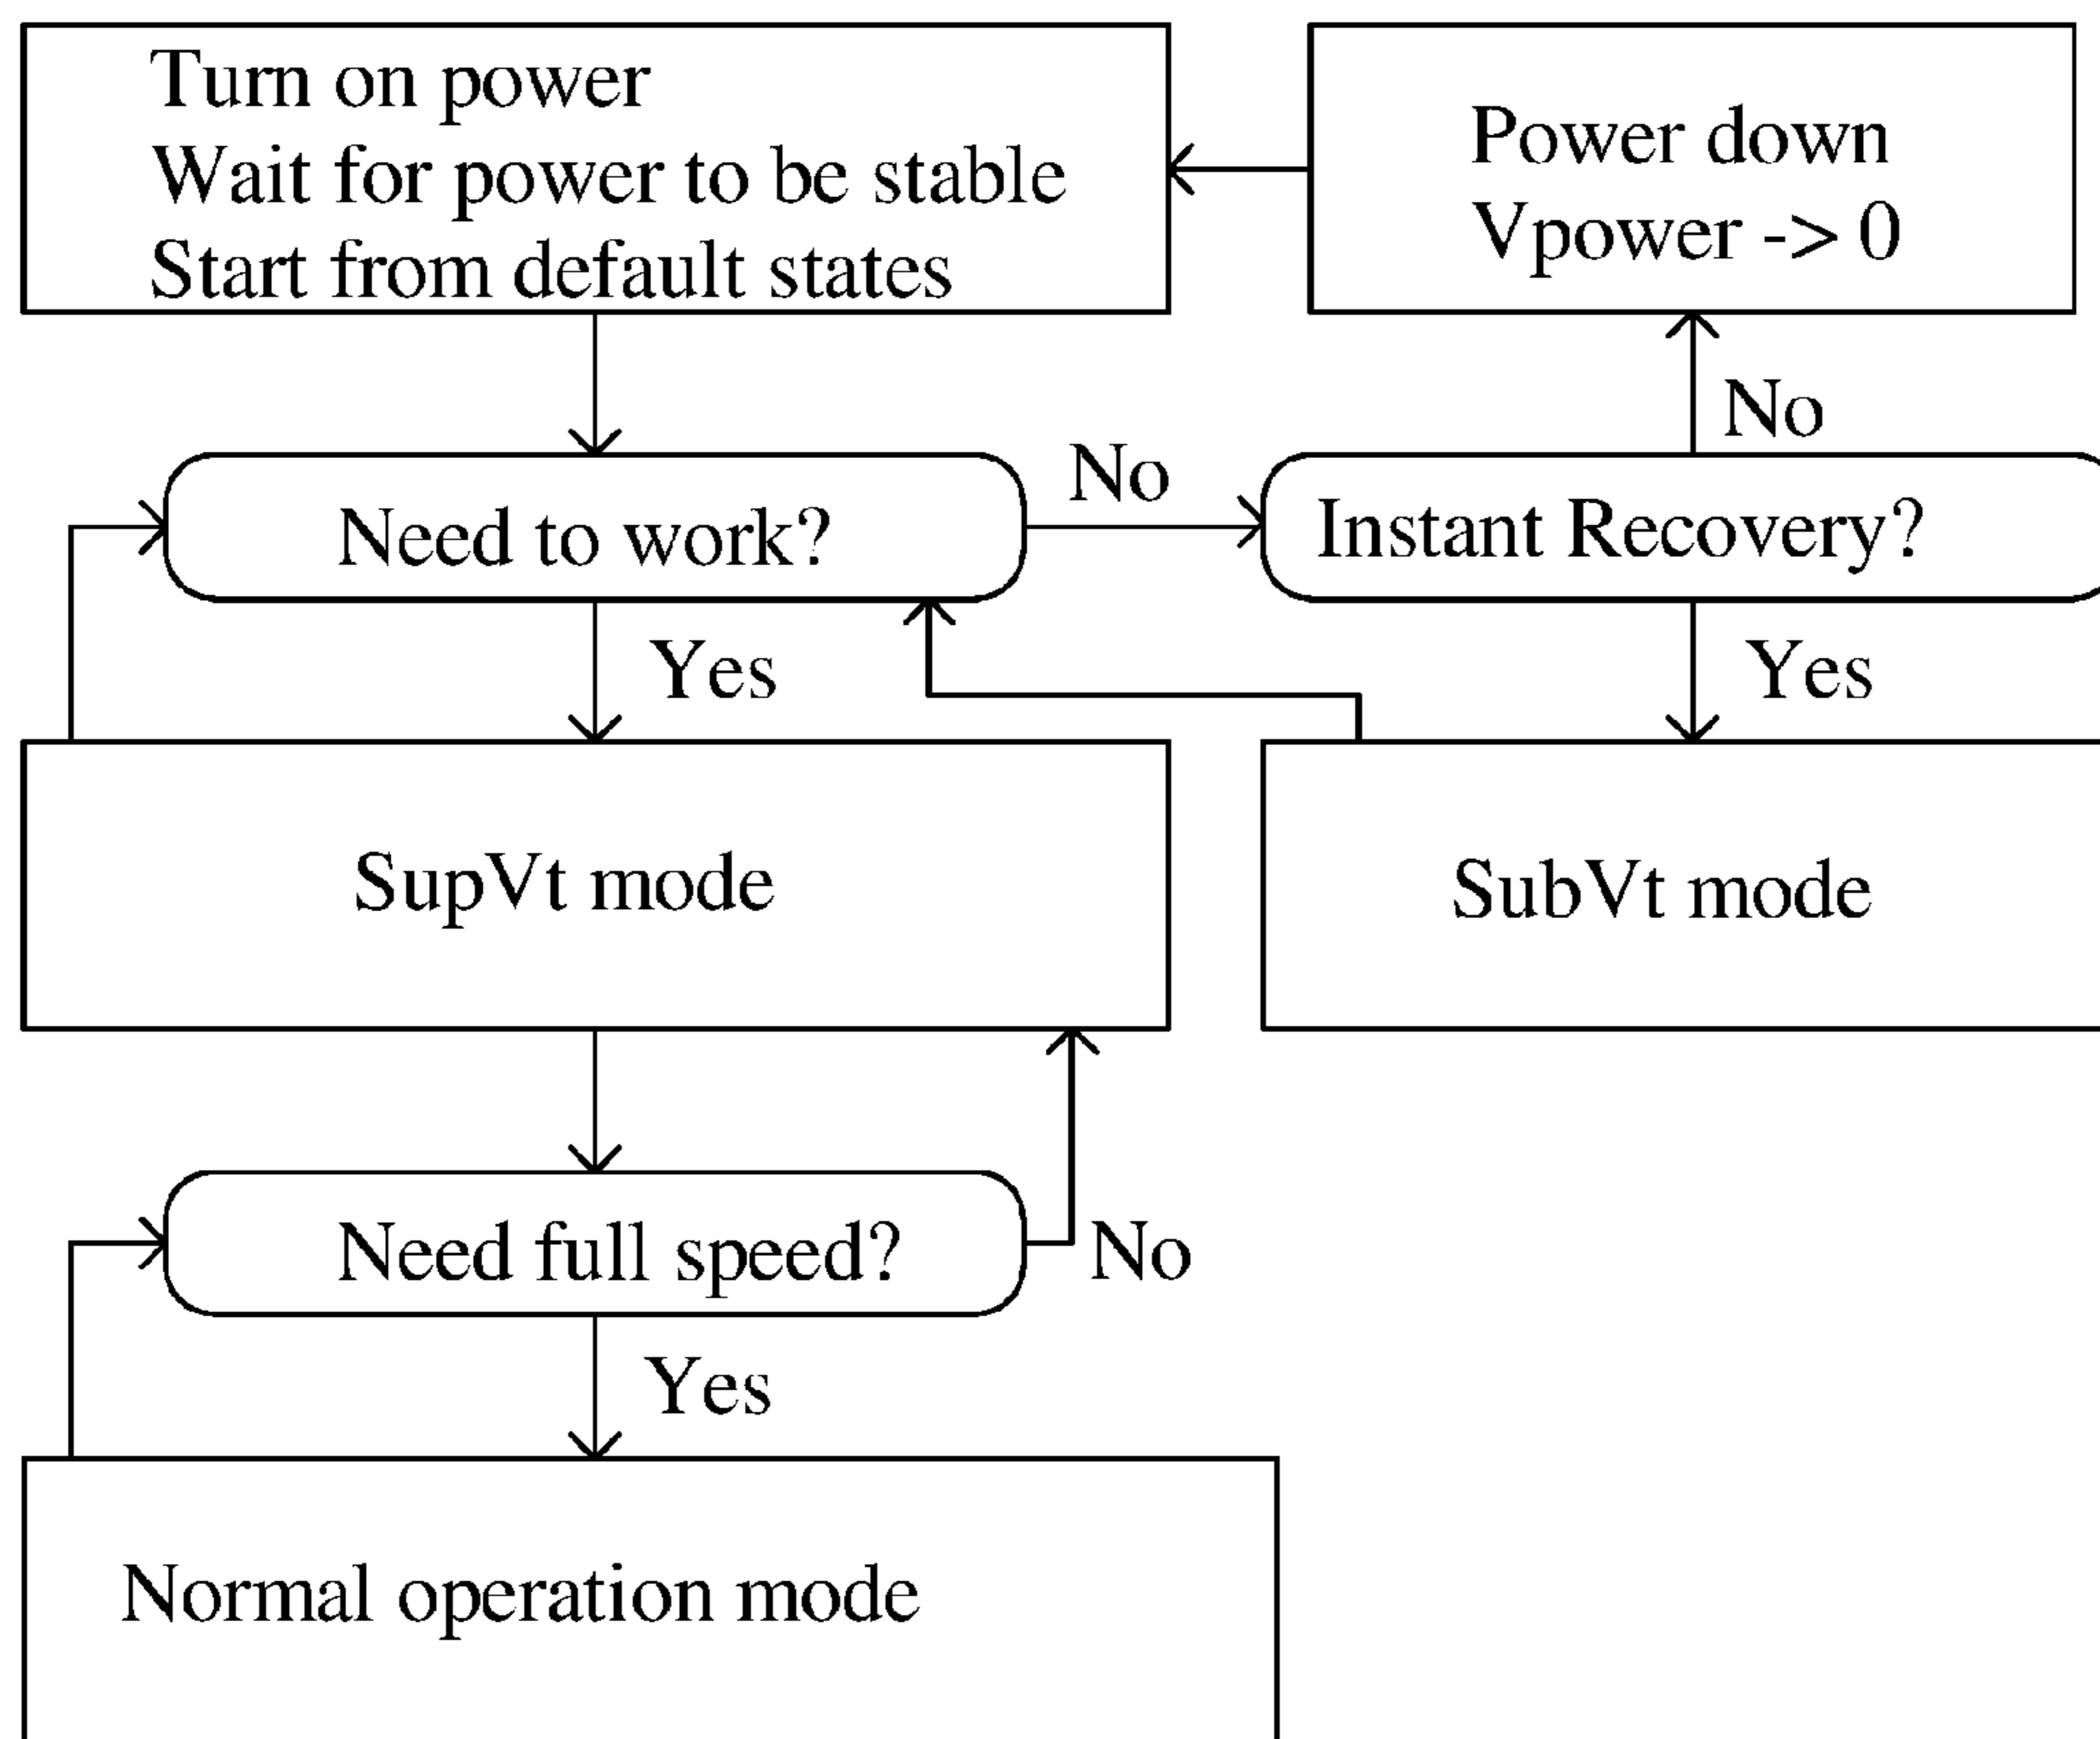 Turn on power
Wait for power to be stable
Start from default states
Power down
Vpower -> 0
No
Need to work?
No
Instant Recovery?
Yes
Yes
SupVt mode
SubVt mode
Need full speed?
No
Yes
Normal operation mode